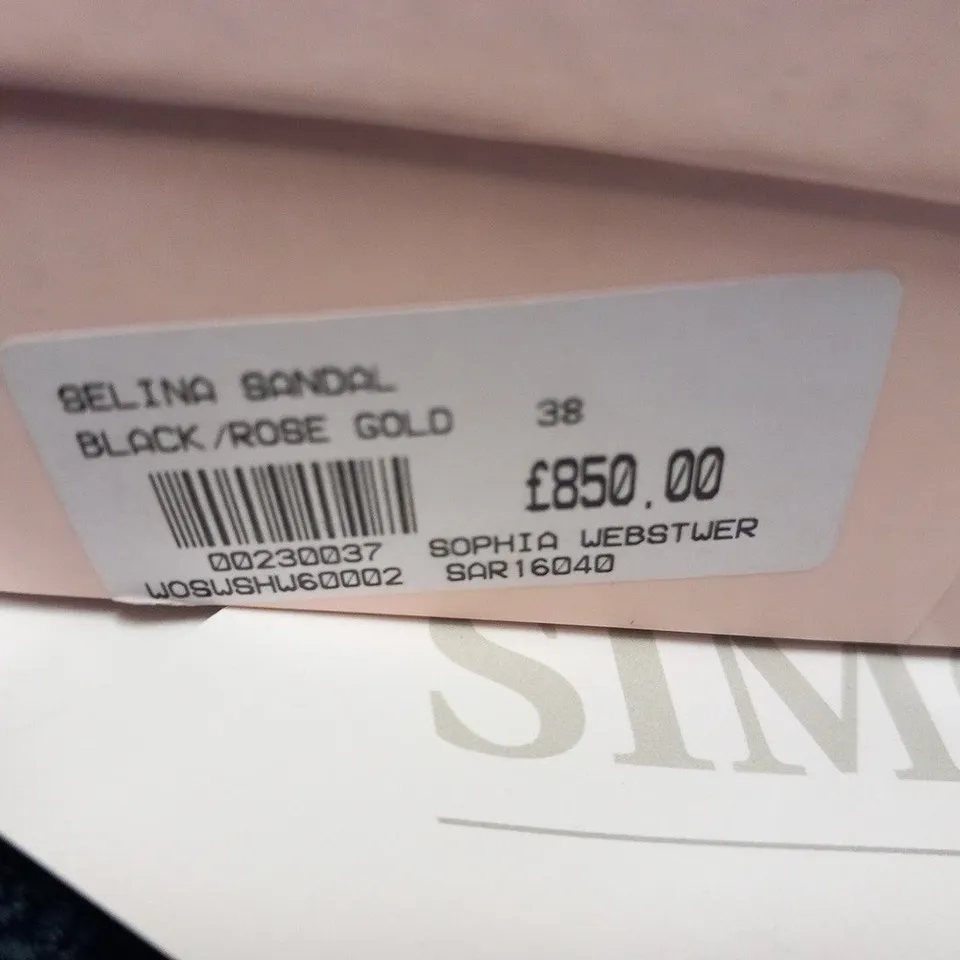 SELINA SANDAL
BLACK/ROSE GOLD 38
£850.00
00230037 SOPHIA WEBSTWER
WOSWSHW60002 SAR16040
SIM